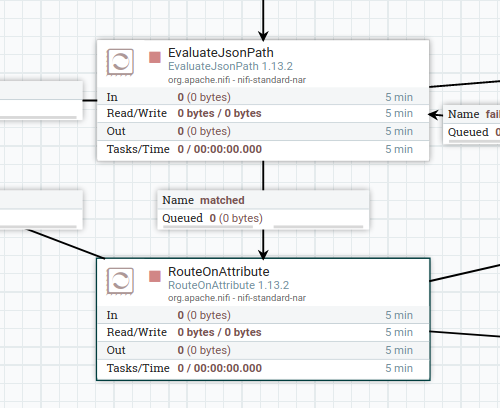 EvaluateJsonPath
EvaluateJsonPath 1.13.2
org.apache.nifi - nifi-standard-nar
In 0 (0 bytes) 5 min
Read/Write 0 bytes / 0 bytes 5 min
Out 0 (0 bytes) 5 min
Tasks/Time 0 / 00:00:00.000 5 min
Name
Queued
Name matched
Queued 0 (0 bytes)
RouteOnAttribute
RouteOnAttribute 1.13.2
org.apache.nifi - nifi-standard-nar
In 0 (0 bytes) 5 min
Read/Write 0 bytes / 0 bytes 5 min
Out 0 (0 bytes) 5 min
Tasks/Time 0 / 00:00:00.000 5 min